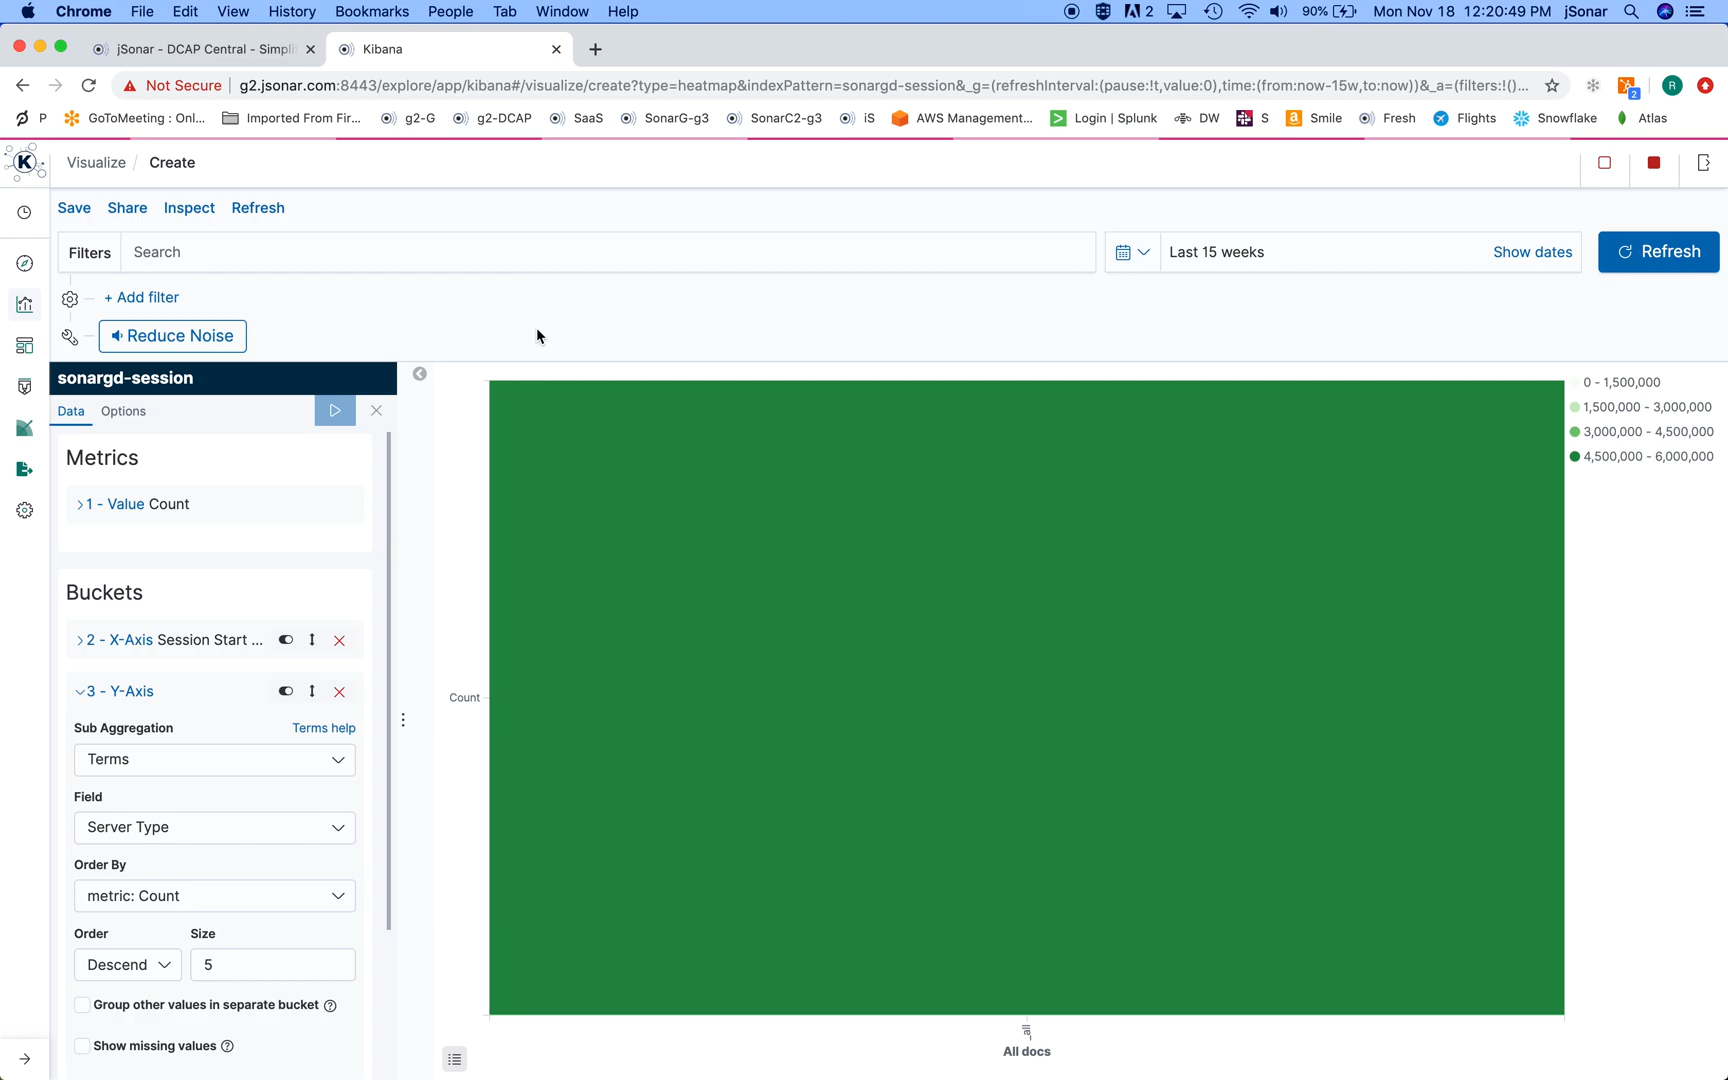 Chrome File Edit View History Bookmarks People Tab Window Help 2 90% Mon Nov 18 12:20:49 PM jSonar
jSonar - DCAP Central - Simpli Kibana
Not Secure g2.jsonar.com:8443/explore/app/kibana#/visualize/create?type=heatmap&indexPattern=sonargd-session&_g=(refreshInterval:(pause:!t,value:0),time:(from:now-15w,to:now))&_a=(filters:!()... 2 R
P GoToMeeting : Onl... Imported From Fir... g2-G g2-DCAP SaaS SonarG-g3 SonarC2-g3 iS AWS Management... Login | Splunk DW S Smile Fresh Flights Snowflake Atlas
K Visualize / Create
Save Share Inspect Refresh
Filters Search Last 15 weeks Show dates Refresh
+ Add filter
Reduce Noise
sonargd-session
Data Options
Metrics
1 - Value Count
Buckets
2 - X-Axis Session Start ...
3 - Y-Axis
Sub Aggregation Terms help
Terms
Field
Server Type
Order By
metric: Count
Order Size
Descend 5
Group other values in separate bucket
Show missing values
0 - 1,500,000
1,500,000 - 3,000,000
3,000,000 - 4,500,000
4,500,000 - 6,000,000
Count
_all
All docs